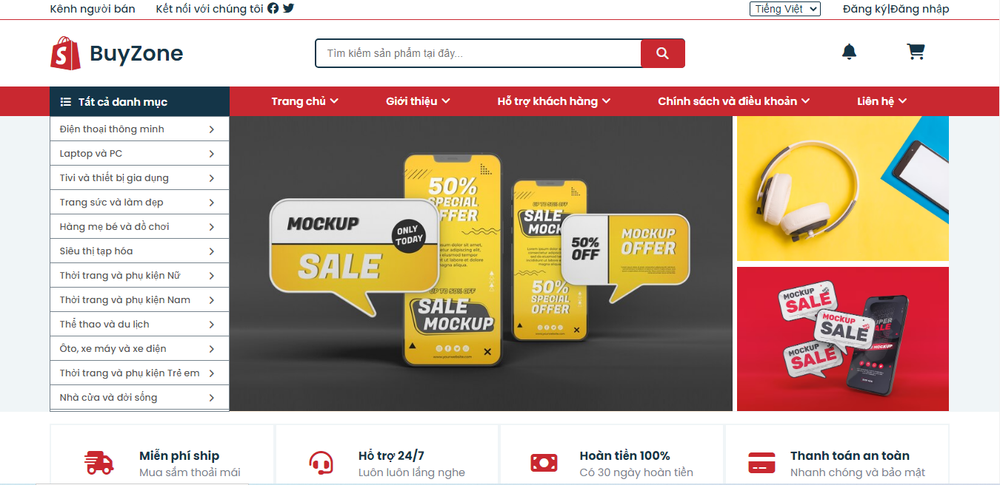 Kênh người bán
Kết nối với chúng tôi
Tiếng Việt
Đăng ký|Đăng nhập
S
BuyZone
Tìm kiếm sản phẩm tại đây...
Tất cả danh mục
Trang chủ
Giới thiệu
Hỗ trợ khách hàng
Chính sách và điều khoản
Liên hệ
Điện thoại thông minh
Laptop và PC
Tivi và thiết bị gia dụng
Trang sức và làm đẹp
Hàng mẹ bé và đồ chơi
Siêu thị tạp hóa
Thời trang và phụ kiện Nữ
Thời trang và phụ kiện Nam
Thể thao và du lịch
Ôto, xe máy và xe điện
Thời trang và phụ kiện Trẻ em
Nhà cửa và đời sống
50%
SPECIAL
OFFER
MOCKUP
ONLY
TODAY
SALE
UP TO 50% OFF
SALE
MOCKUP
www.yourwebsite.com
UP TO 50% OFF
SALE
MOCK
50%
SPECIAL
OFFER
50%
OFF
MOCKUP
OFFER
MOCKUP
SALE
MOCKUP
SALE
MOCKUP
SALE
Miễn phí ship
Mua sắm thoải mái
Hỗ trợ 24/7
Luôn luôn lắng nghe
Hoàn tiền 100%
Có 30 ngày hoàn tiền
Thanh toán an toàn
Nhanh chóng và bảo mật